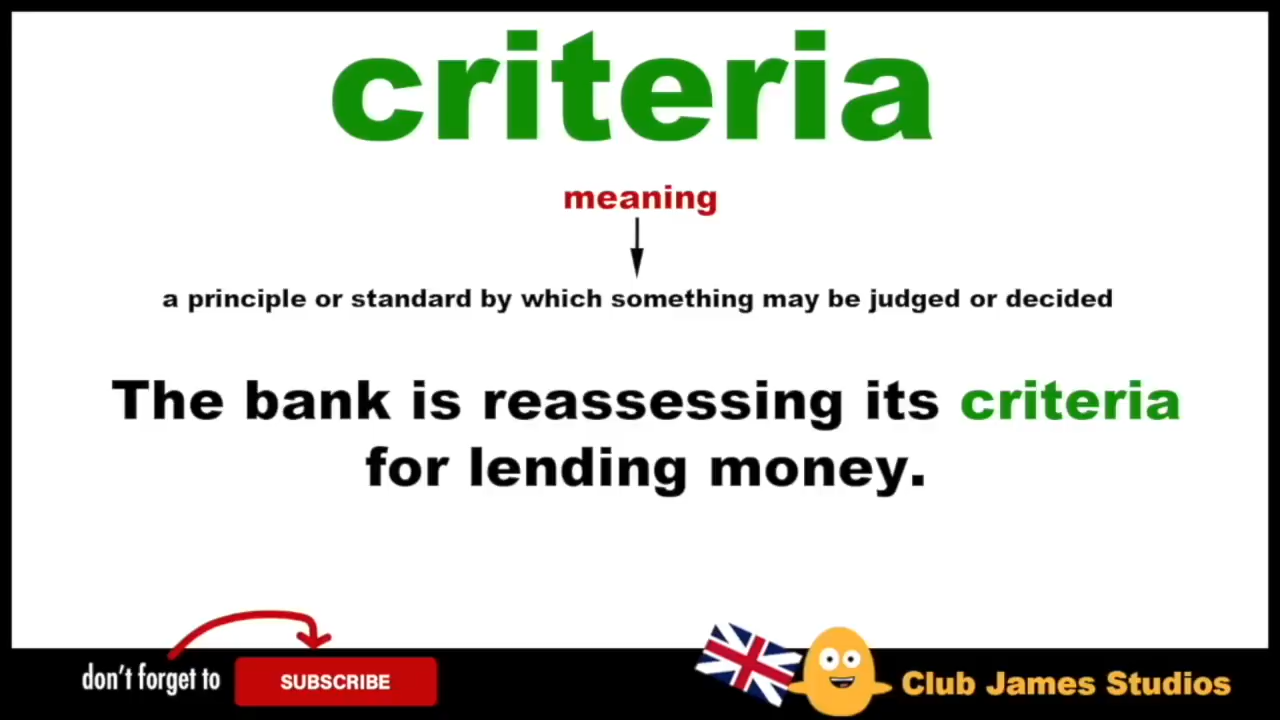 criteria
meaning
a principle or standard by which something may be judged or decided
The bank is reassessing its criteria
for lending money.
don't forget to SUBSCRIBE
Club James Studios